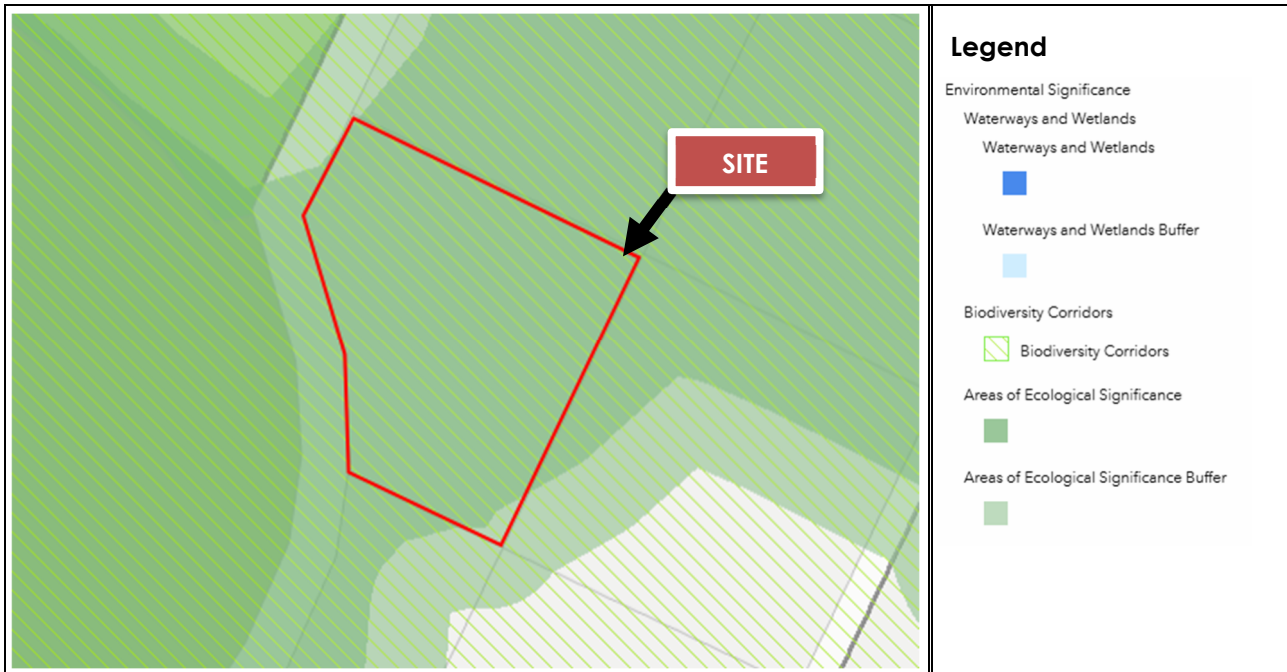 SITE
Legend
Environmental Significance
Waterways and Wetlands
Waterways and Wetlands
Waterways and Wetlands Buffer
Biodiversity Corridors
Biodiversity Corridors
Areas of Ecological Significance
Areas of Ecological Significance Buffer